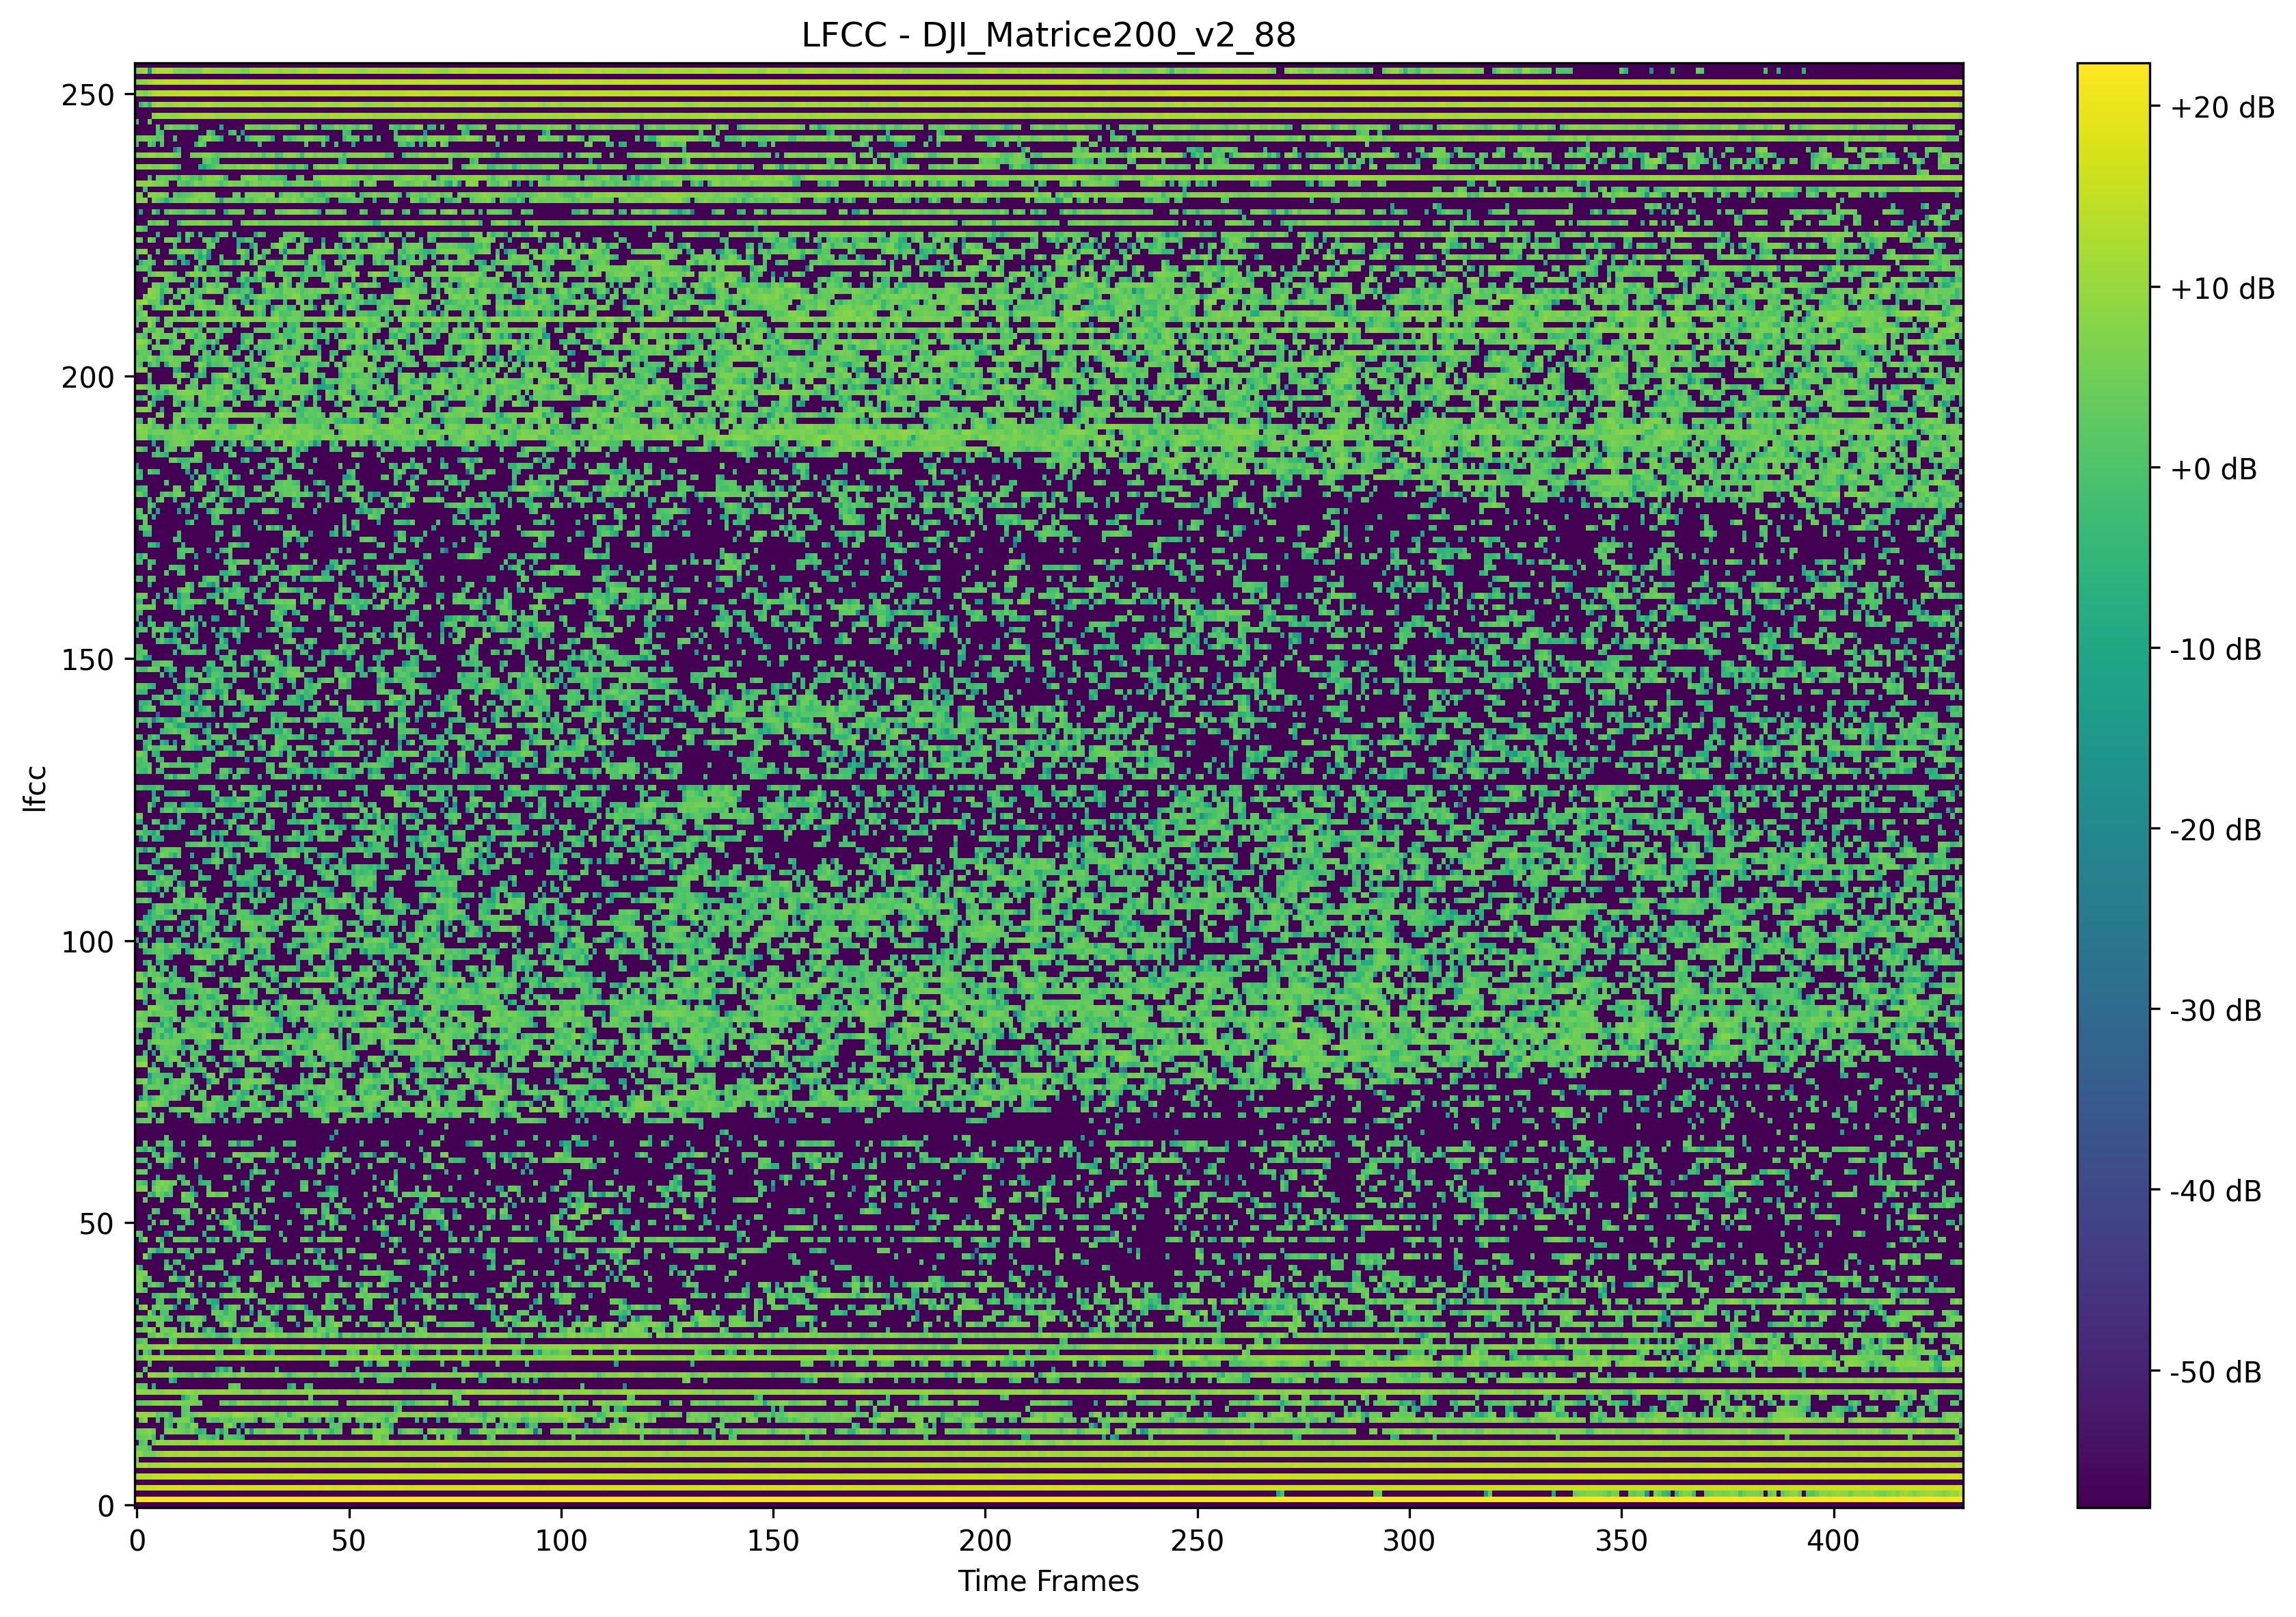 LFCC - DJI_Matrice200_v2_88
250
200
150
100
50
0
lfcc
0
50
100
150
200
250
300
350
400
Time Frames
+20 dB
+10 dB
+0 dB
-10 dB
-20 dB
-30 dB
-40 dB
-50 dB